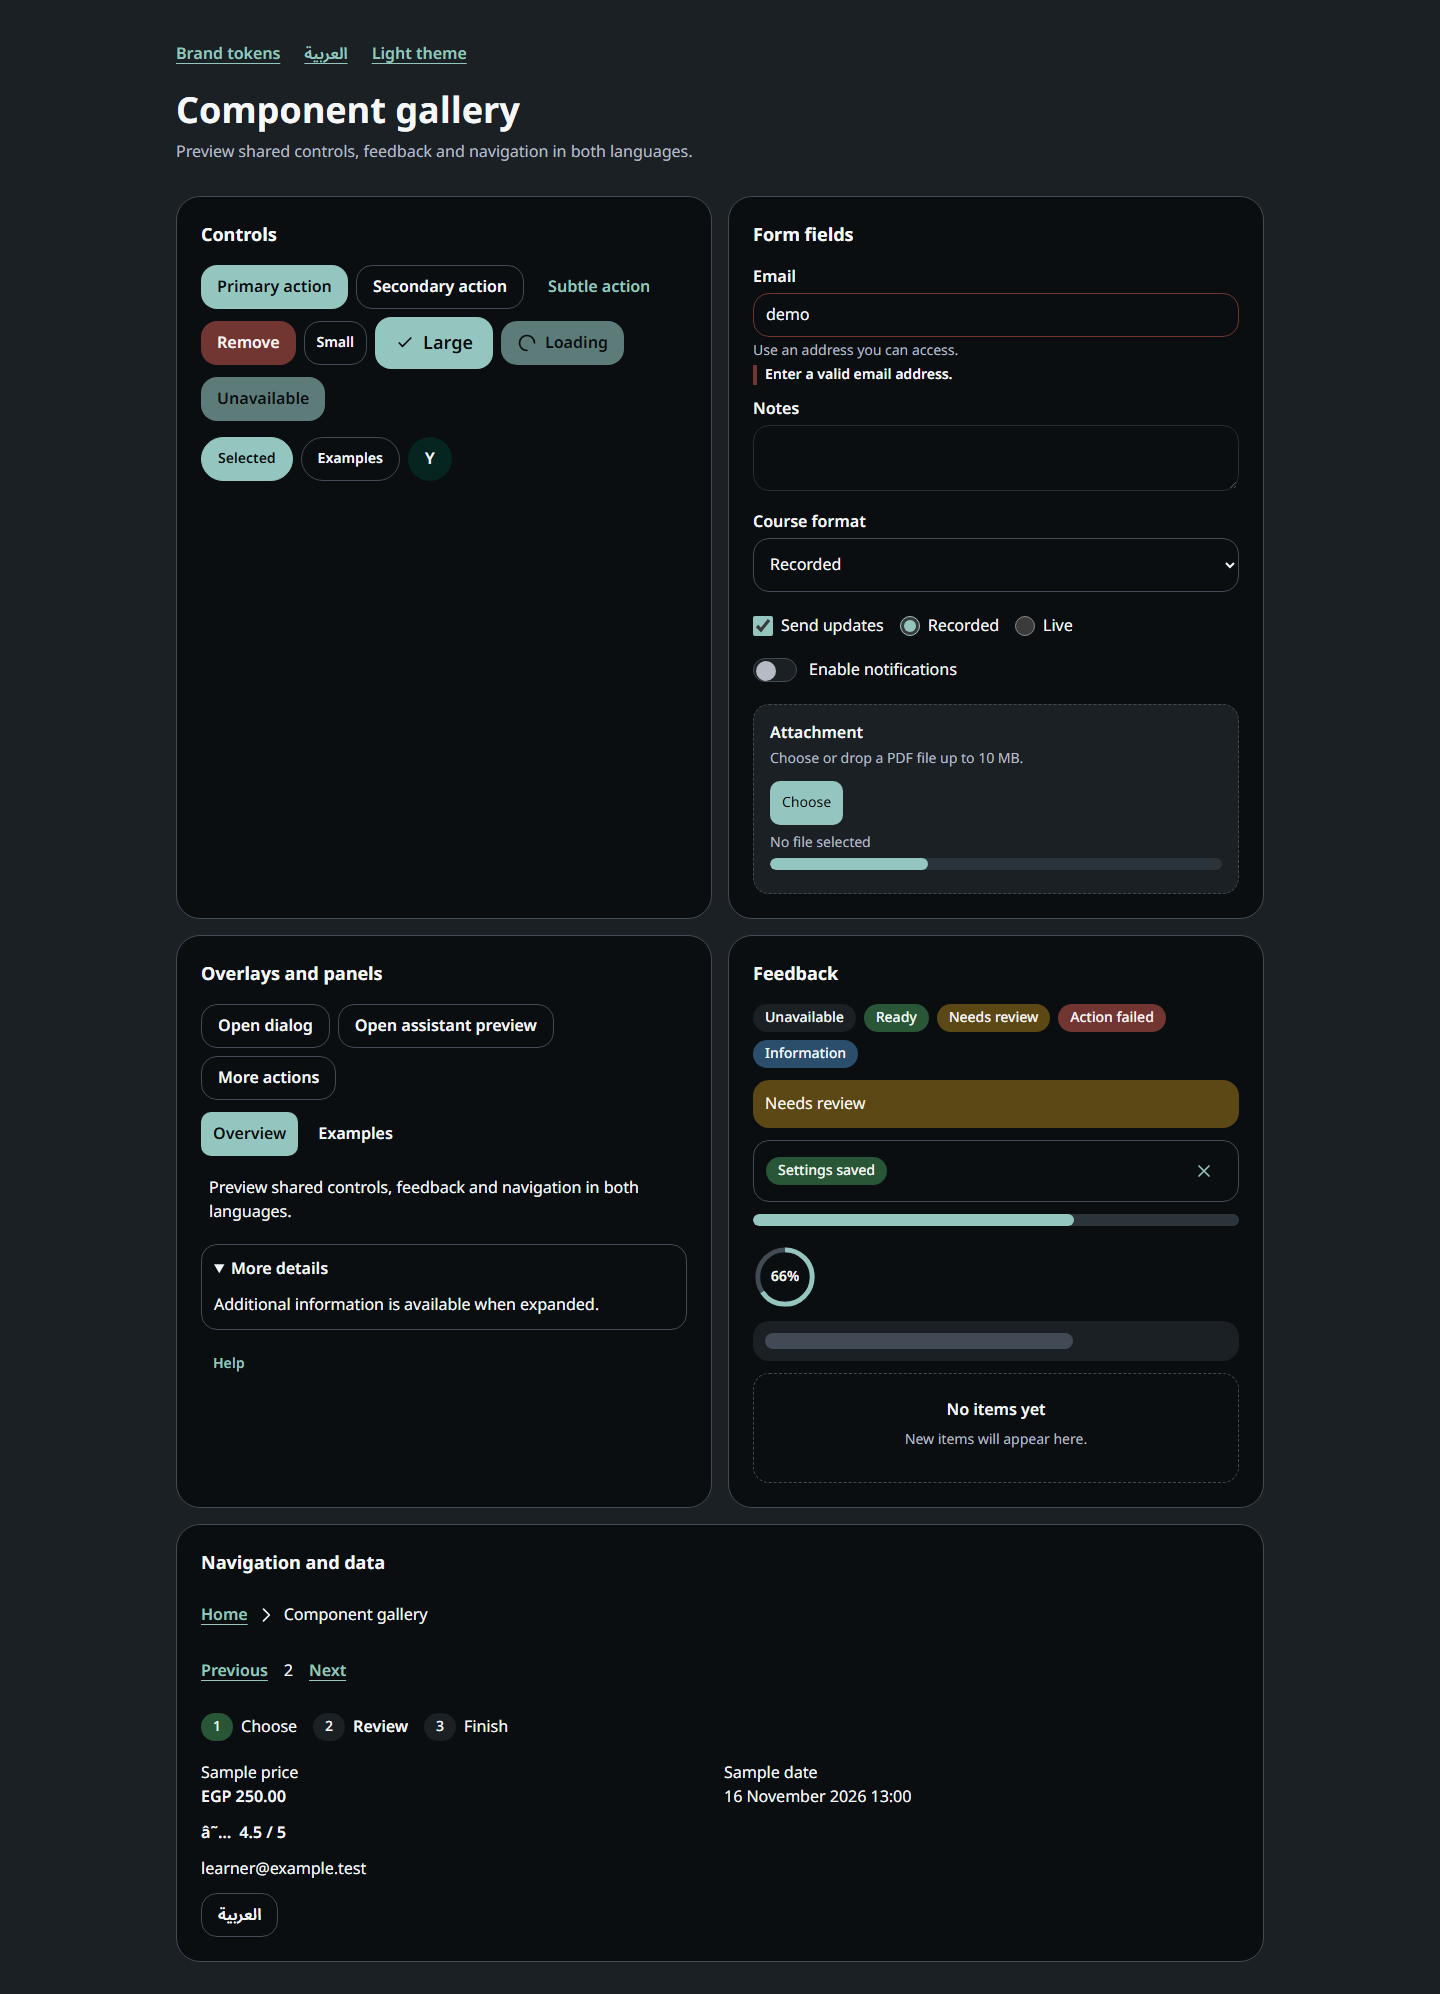 Brand tokens العربية Light theme
Component gallery
Preview shared controls, feedback and navigation in both languages.
Controls
Primary action Secondary action Subtle action
Remove Small Large Loading
Unavailable
Selected Examples Y
Form fields
Email
demo
Use an address you can access.
Enter a valid email address.
Notes
Course format
Recorded
Send updates Recorded Live
Enable notifications
Attachment
Choose or drop a PDF file up to 10 MB.
Choose
No file selected
Overlays and panels
Open dialog Open assistant preview
More actions
Overview Examples
Preview shared controls, feedback and navigation in both
languages.
More details
Additional information is available when expanded.
Help
Feedback
Unavailable Ready Needs review Action failed
Information
Needs review
Settings saved
66%
No items yet
New items will appear here.
Navigation and data
Home Component gallery
Previous 2 Next
1 Choose 2 Review 3 Finish
Sample price
EGP 250.00
Sample date
16 November 2026 13:00
â˜… 4.5 / 5
learner@example.test
العربية